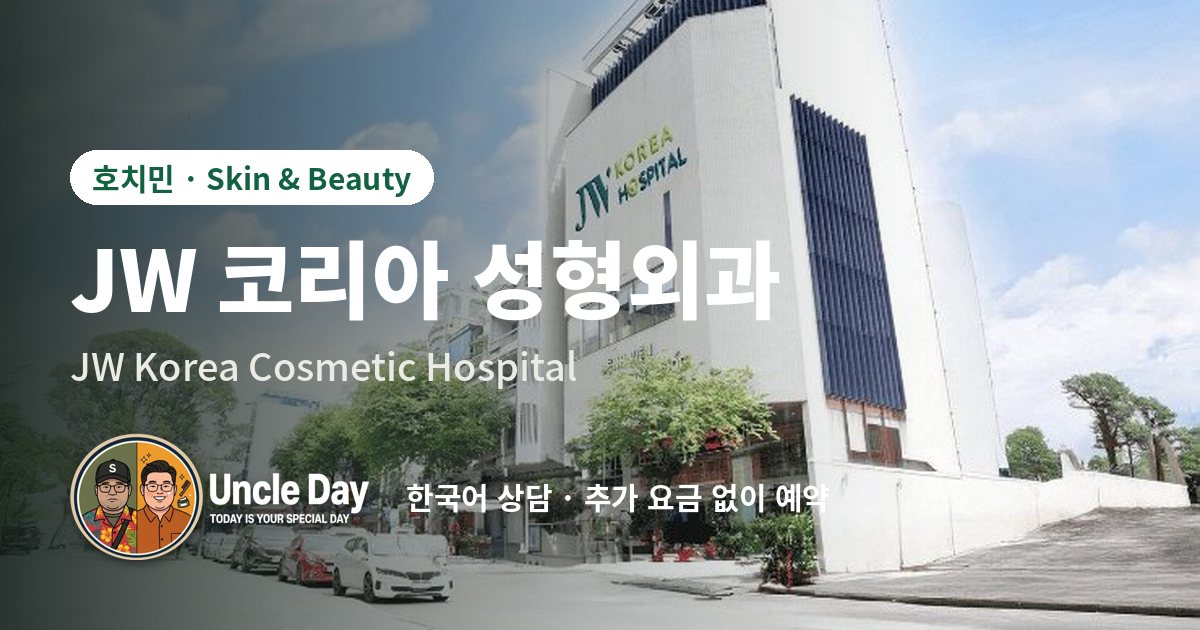 호치민 · Skin & Beauty
JW KOREA
HOSPITAL
JW 코리아 성형외과
JW Korea Cosmetic Hospital
S
Uncle Day
TODAY IS YOUR SPECIAL DAY
한국어 상담 · 추가 요금 없이 예약